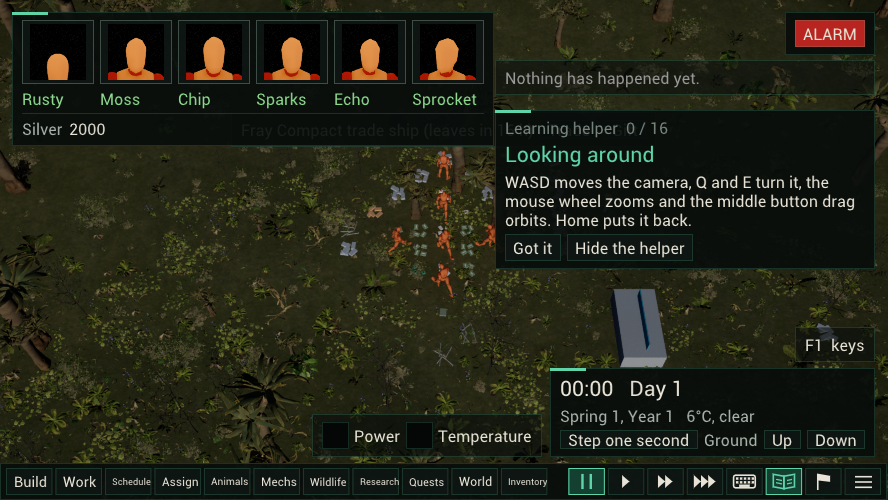 ALARM
Nothing has happened yet.
Rusty Moss Chip Sparks Echo Sprocket
Silver 2000
Fray Compact trade ship (leaves in
Learning helper 0 / 16
Looking around
WASD moves the camera, Q and E turn it, the
mouse wheel zooms and the middle button drag
orbits. Home puts it back.
Got it Hide the helper
F1 keys
00:00 Day 1
Spring 1, Year 1 6°C, clear
Step one second Ground Up Down
Power Temperature
Build Work Schedule Assign Animals Mechs Wildlife Research Quests World Inventory